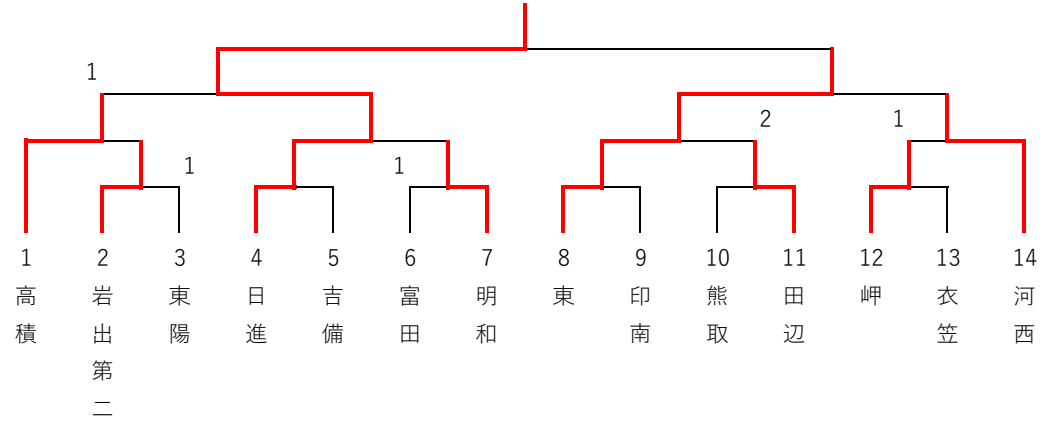 1
2
1
1
1
1 2 3 4 5 6 7 8 9 10 11 12 13 14
高積
岩出第二
東陽
日進
吉備
富田
明和
東
印南
熊取
田辺
岬
衣笠
河西